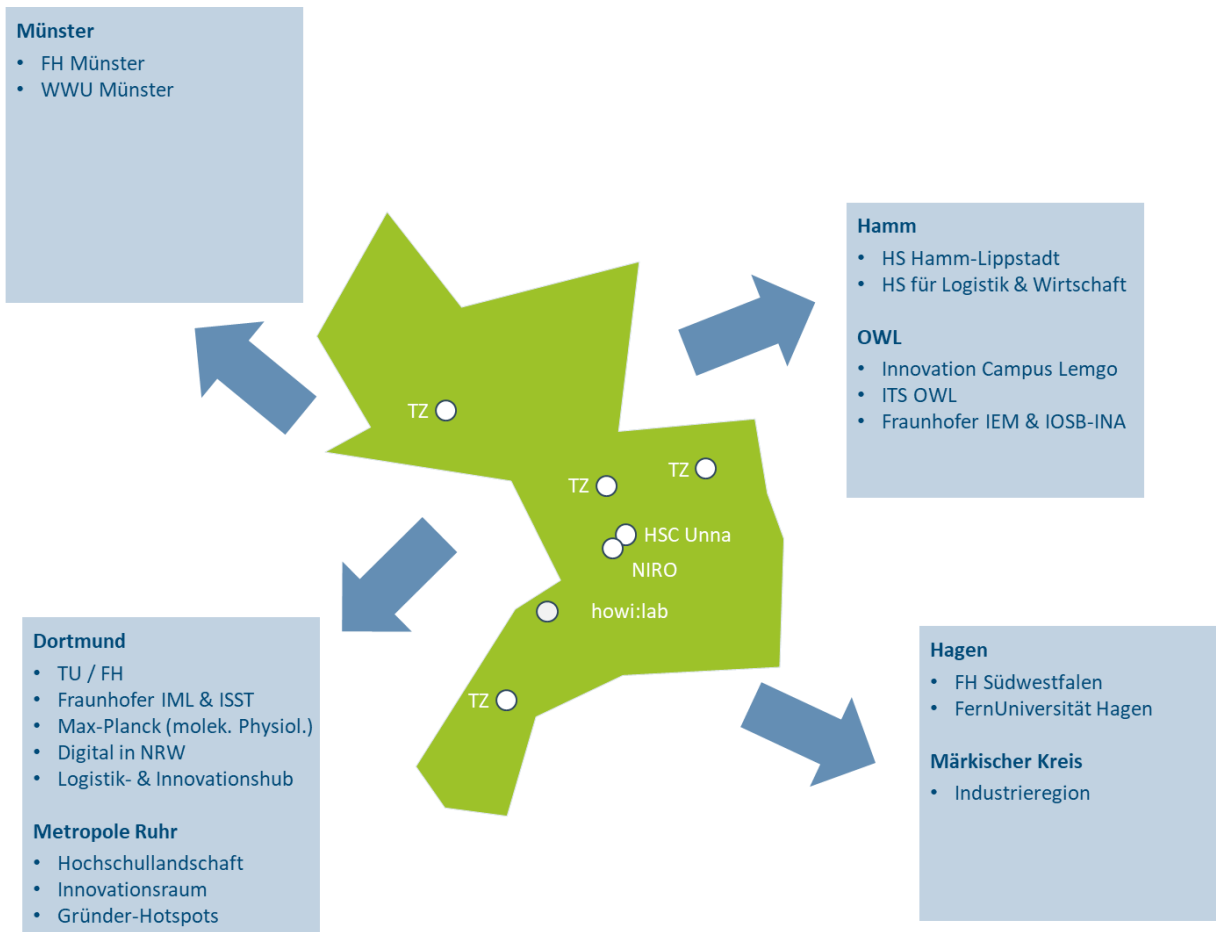 Münster
• FH Münster
• WWU Münster
Hamm
• HS Hamm-Lippstadt
• HS für Logistik & Wirtschaft
OWL
• Innovation Campus Lemgo
• ITS OWL
• Fraunhofer IEM & IOSB-INA
TZ
TZ
TZ
HSC Unna
NIRO
howi:lab
TZ
Dortmund
• TU / FH
• Fraunhofer IML & ISST
• Max-Planck (molek. Physiol.)
• Digital in NRW
• Logistik- & Innovationshub
Metropole Ruhr
• Hochschullandschaft
• Innovationsraum
• Gründer-Hotspots
Hagen
• FH Südwestfalen
• FernUniversität Hagen
Märkischer Kreis
• Industrieregion